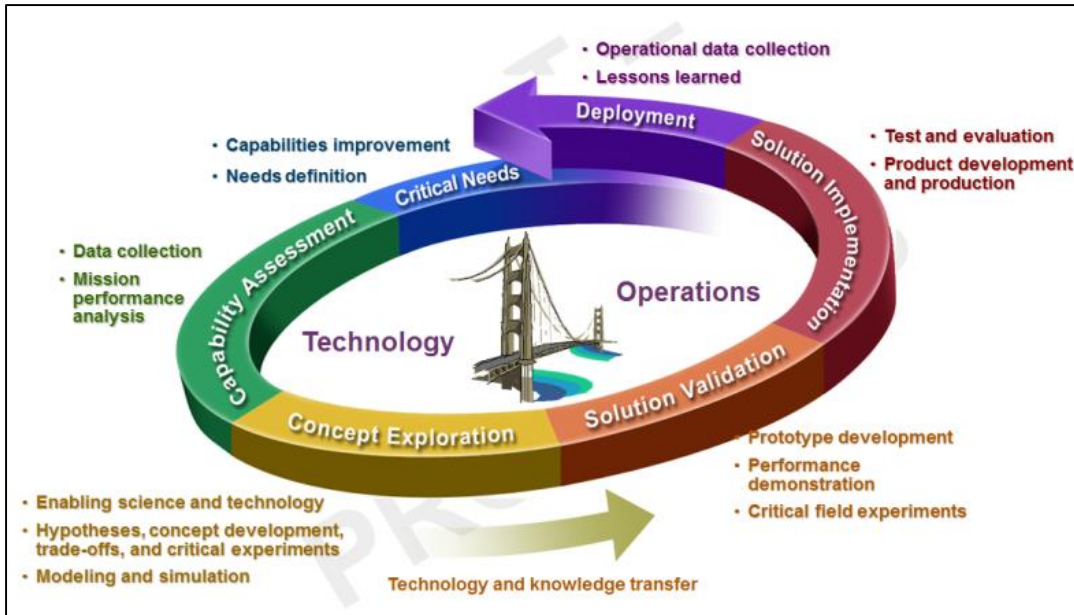 • Operational data collection
• Lessons learned
Deployment
Solution Implementation
• Test and evaluation
• Product development
and production
• Capabilities improvement
• Needs definition
Critical Needs
Capability Assessment
• Data collection
• Mission
performance
analysis
Technology
Operations
Concept Exploration
Solution Validation
• Prototype development
• Performance
demonstration
• Critical field experiments
• Enabling science and technology
• Hypotheses, concept development,
trade-offs, and critical experiments
• Modeling and simulation
Technology and knowledge transfer